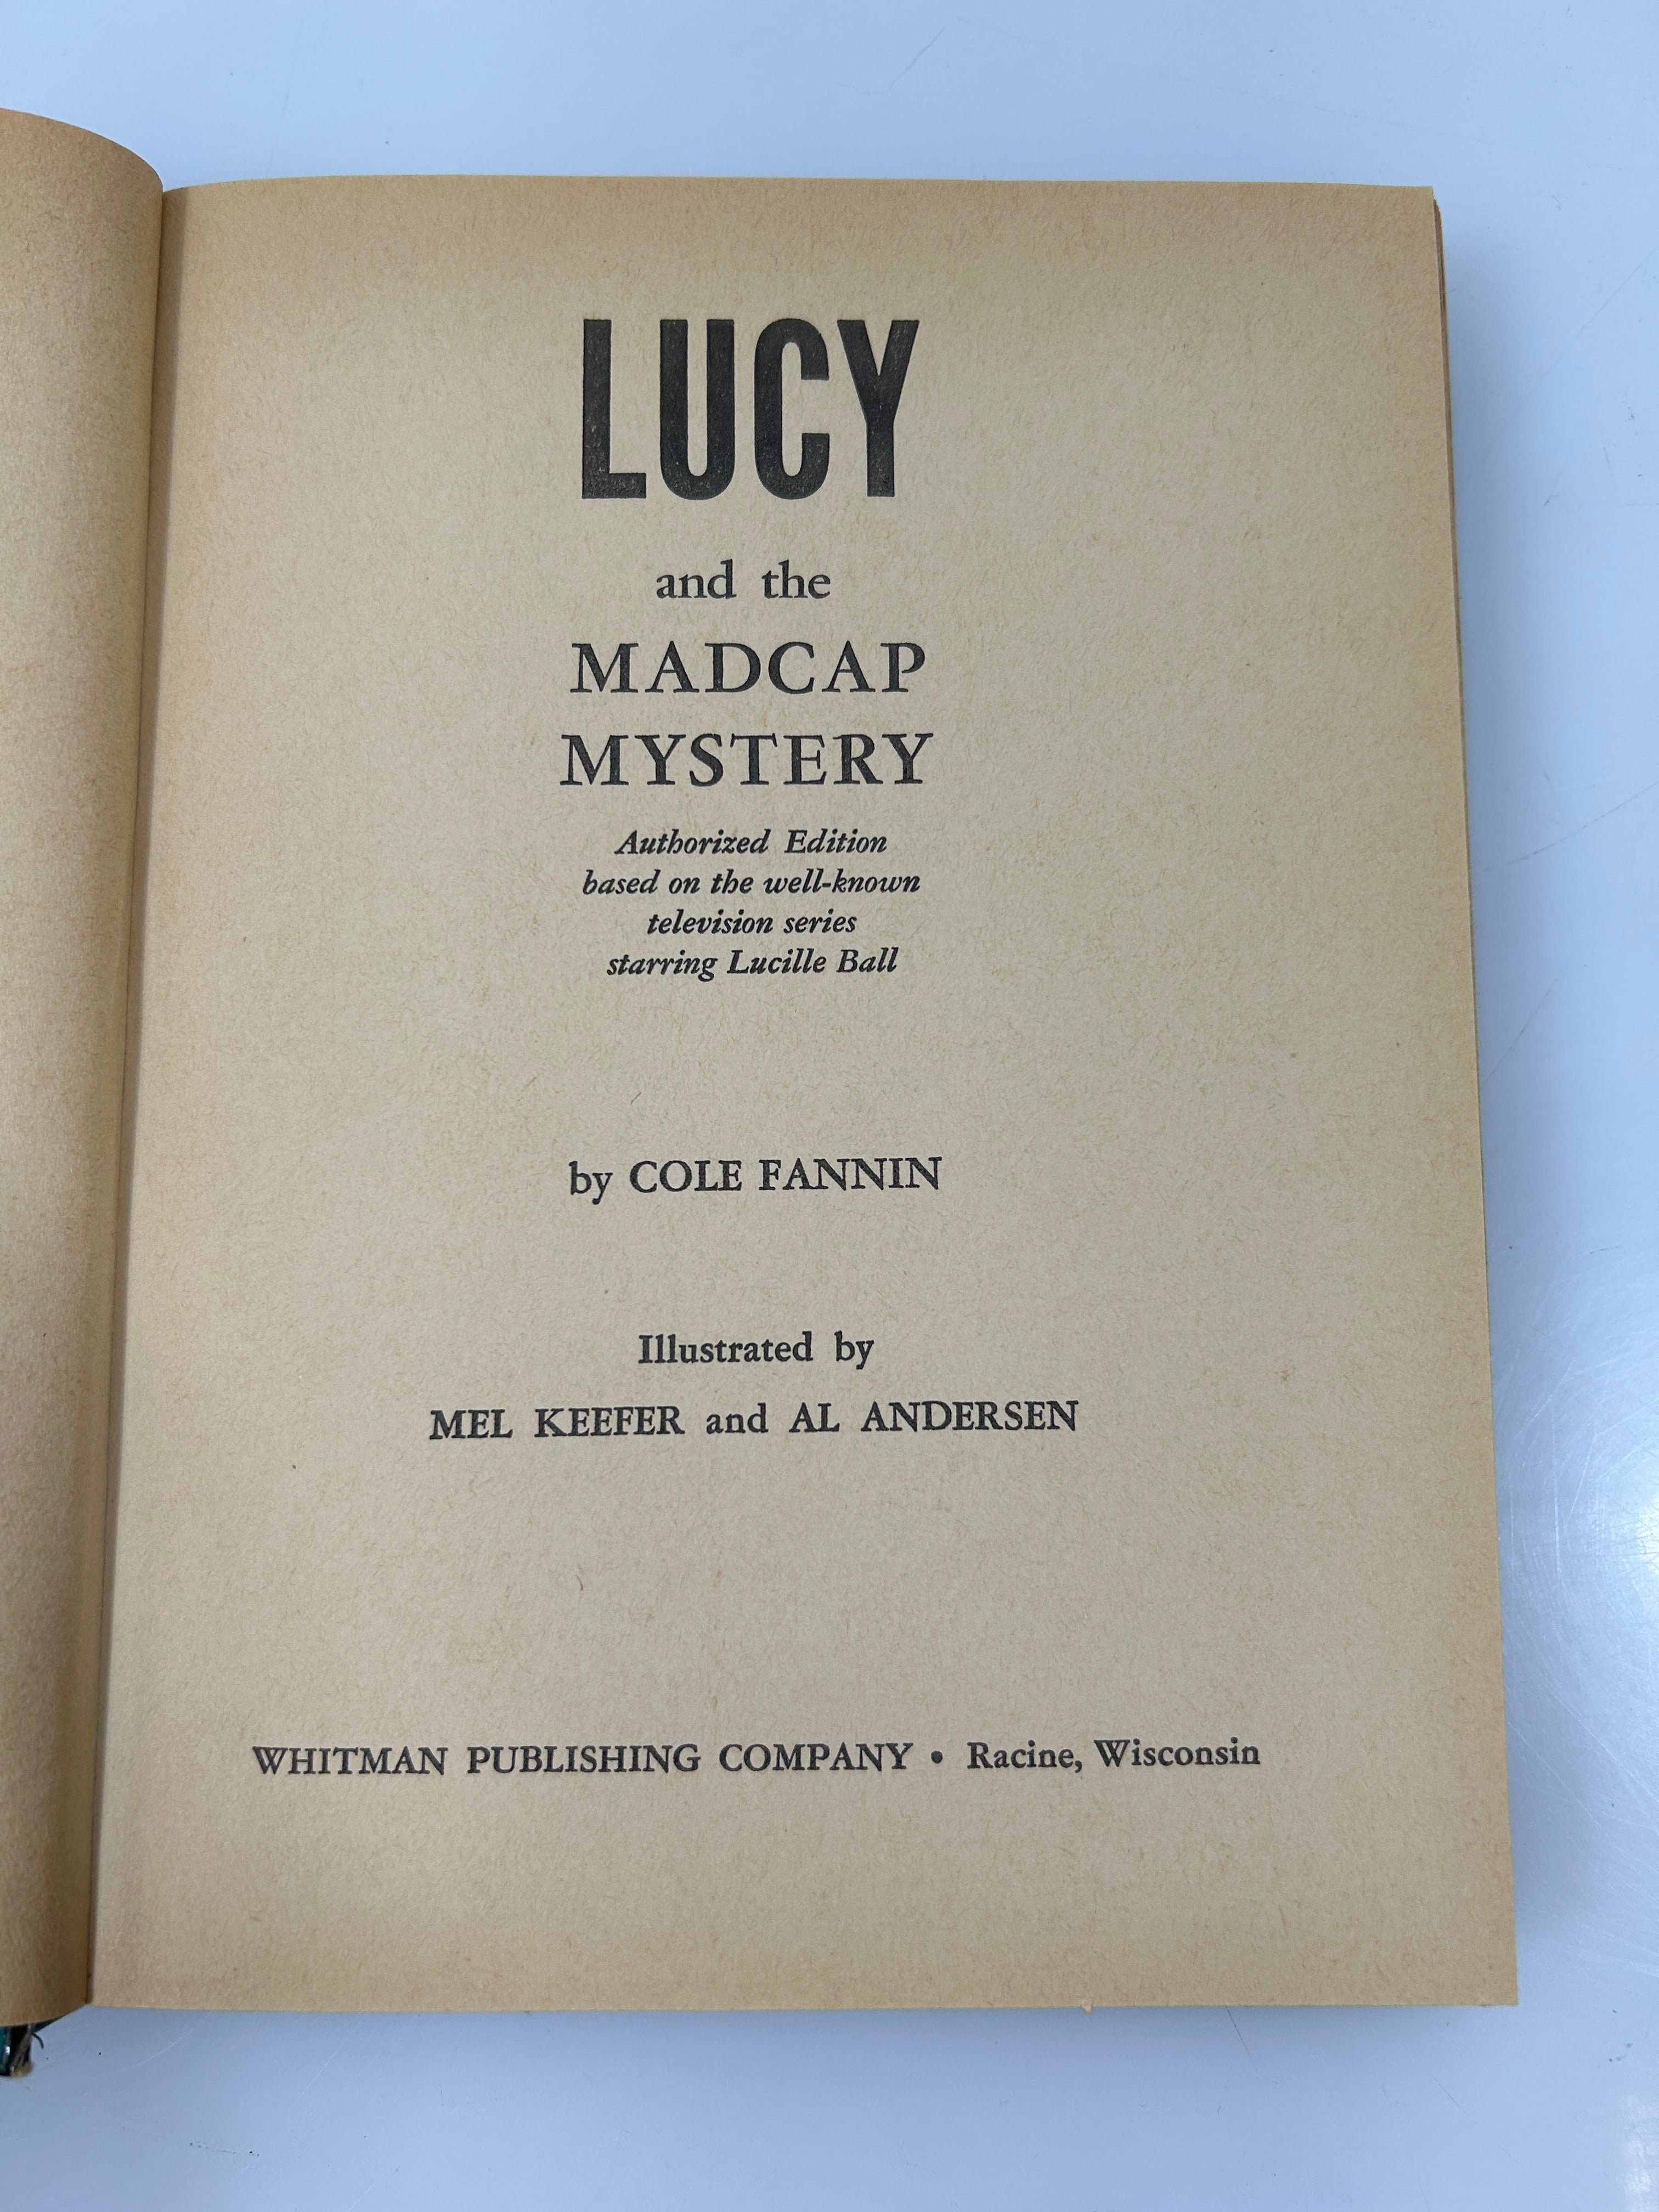 LUCY
and the
MADCAP
MYSTERY
Authorized Edition
based on the well-known
television series
starring Lucille Ball
by COLE FANNIN
Illustrated by
MEL KEEFER and AL ANDERSEN
WHITMAN PUBLISHING COMPANY • Racine, Wisconsin